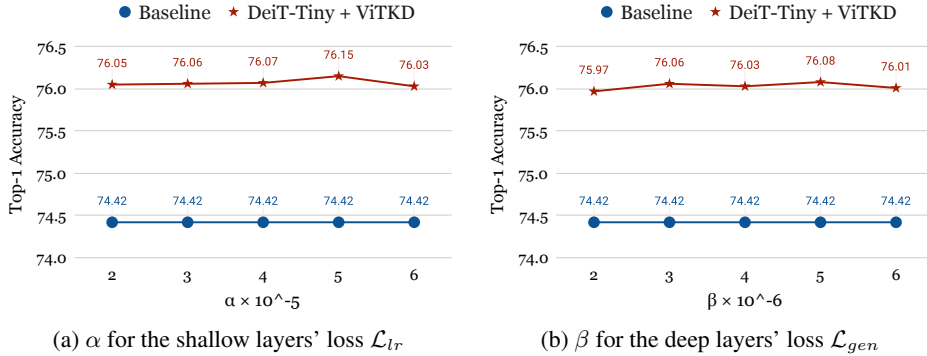 Baseline DeiT-Tiny + ViTKD
76.5
76.0
75.5
75.0
74.5
74.0
Top-1 Accuracy
76.05 76.06 76.07 76.15 76.03
74.42 74.42 74.42 74.42 74.42
2 3 4 5 6
α × 10^-5
(a) α for the shallow layers' loss ℒlr
Baseline DeiT-Tiny + ViTKD
76.5
76.0
75.5
75.0
74.5
74.0
Top-1 Accuracy
75.97 76.06 76.03 76.08 76.01
74.42 74.42 74.42 74.42 74.42
2 3 4 5 6
β × 10^-6
(b) β for the deep layers' loss ℒgen